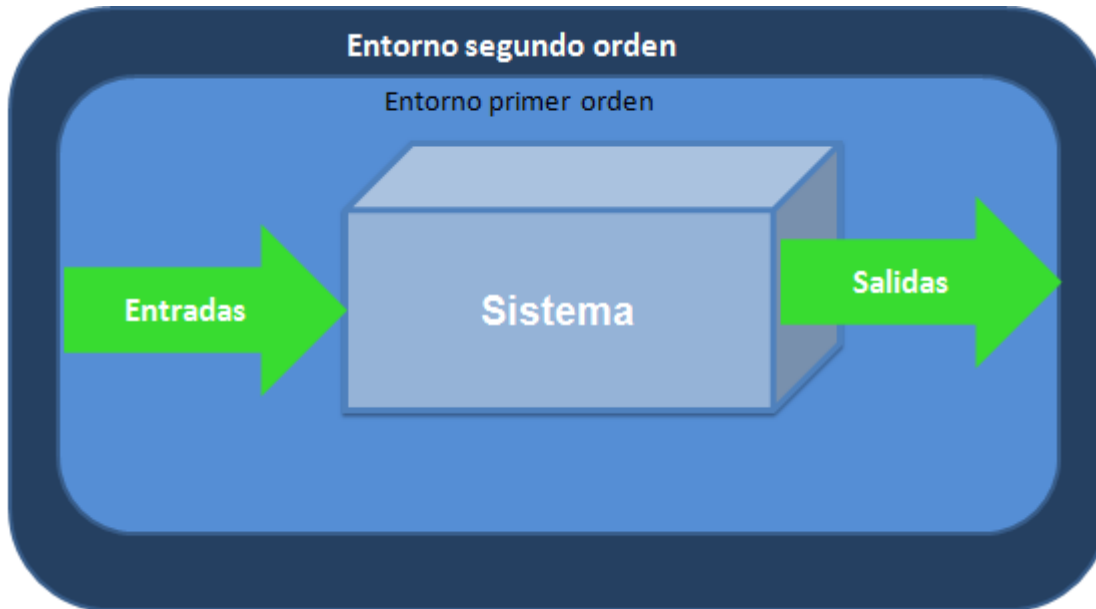 Entorno segundo orden
Entorno primer orden
Entradas
Sistema
Salidas